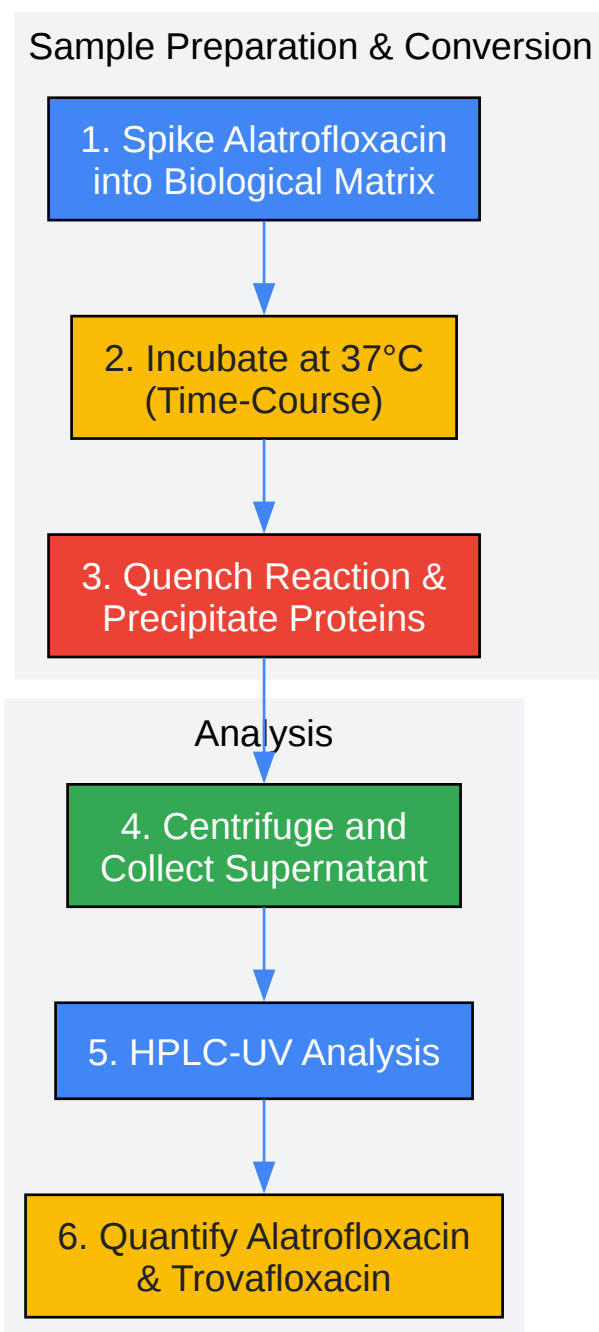 Sample Preparation & Conversion
1. Spike Alatrofloxacin
into Biological Matrix
2. Incubate at 37°C
(Time-Course)
3. Quench Reaction &
Precipitate Proteins
Analysis
4. Centrifuge and
Collect Supernatant
5. HPLC-UV Analysis
6. Quantify Alatrofloxacin
& Trovafloxacin